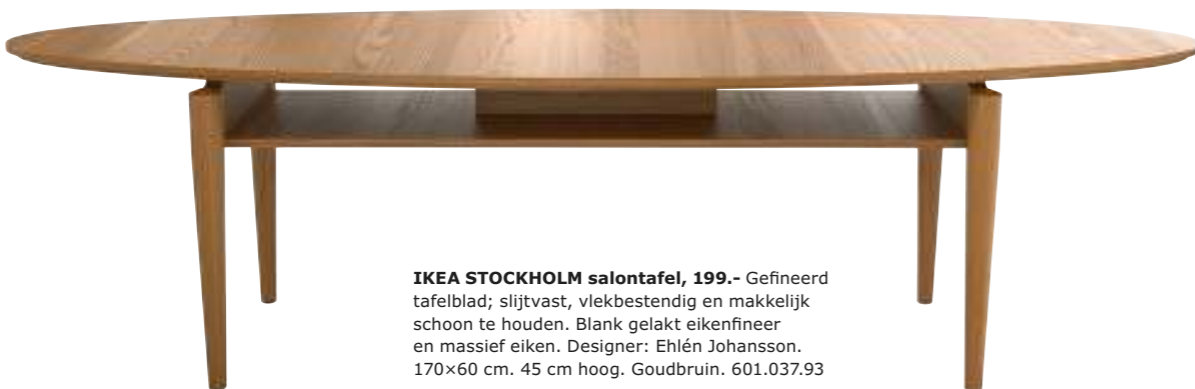 IKEA STOCKHOLM salontafel, 199.- Gefineerd
tafelblad; slijtvast, vlekbestendig en makkelijk
schoon te houden. Blank gelakt eikenfineer
en massief eiken. Designer: Ehlén Johansson.
170×60 cm. 45 cm hoog. Goudbruin. 601.037.93